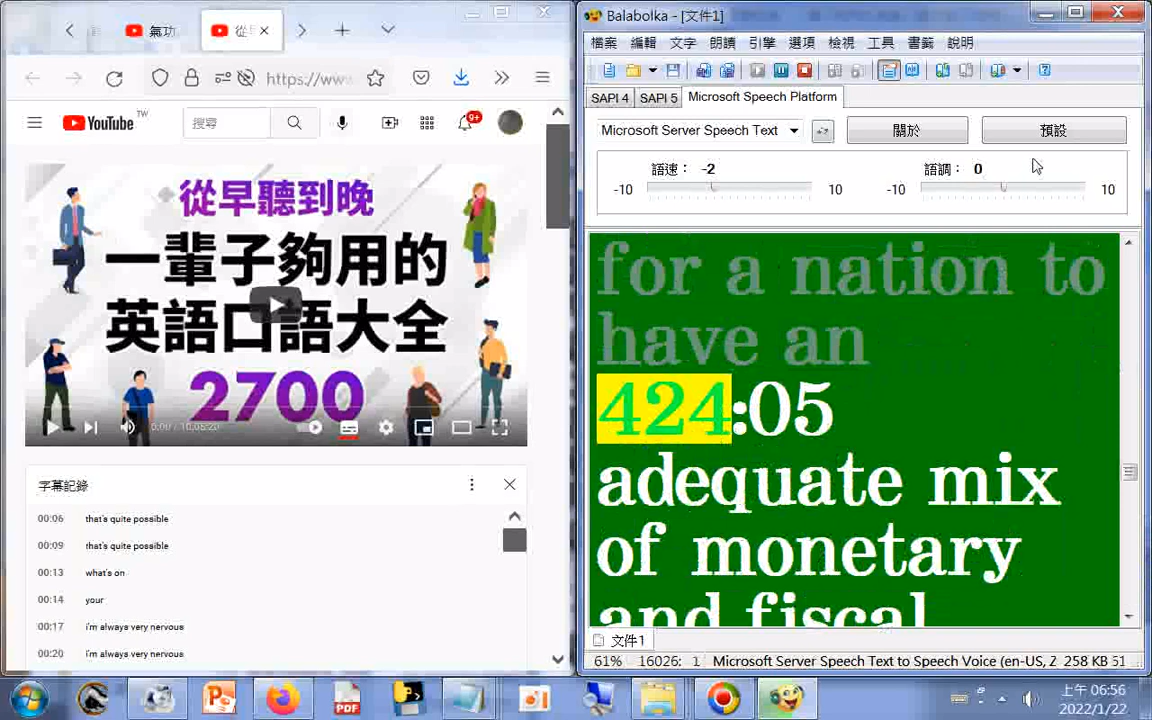 氣功
從
https://www
YouTube TW
搜尋
9+
從早聽到晚
一輩子夠用的
英語口語大全
2700
0:00 / 10:05:20
字幕記錄
00:06 that's quite possible
00:09 that's quite possible
00:13 what's on
00:14 your
00:17 i'm always very nervous
00:20 i'm always very nervous
Balabolka - [文件1]
檔案 編輯 文字 朗讀 引擎 選項 檢視 工具 書籤 說明
SAPI 4 SAPI 5 Microsoft Speech Platform
Microsoft Server Speech Text 關於 預設
語速： -2 語調： 0
-10 10 -10 10
for a nation to
have an
424:05
adequate mix
of monetary
and fiscal
文件1
61% 16026: 1 Microsoft Server Speech Text to Speech Voice (en-US, 2 258 KB 51
PDF
上午 06:56
2022/1/22